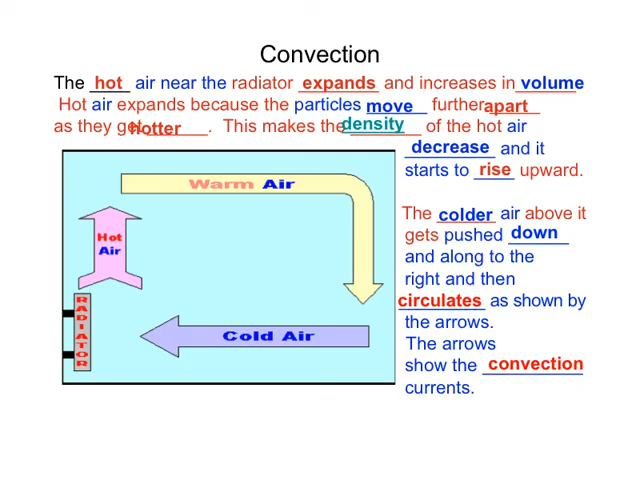 Convection
The hot air near the radiator expands and increases in volume
Hot air expands because the particles move further apart
as they get hotter. This makes the density of the hot air
decrease and it
starts to rise upward.
The colder air above it
gets pushed down
and along to the
right and then
circulates as shown by
the arrows.
The arrows
show the convection
currents.
Warm Air
Hot
Air
RADIATOR
Cold Air